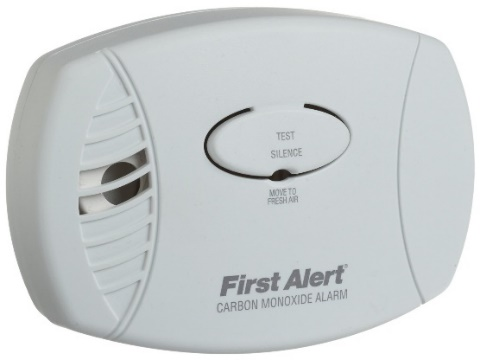 TEST
SILENCE
MOVE TO
FRESH AIR
First Alert®
CARBON MONOXIDE ALARM